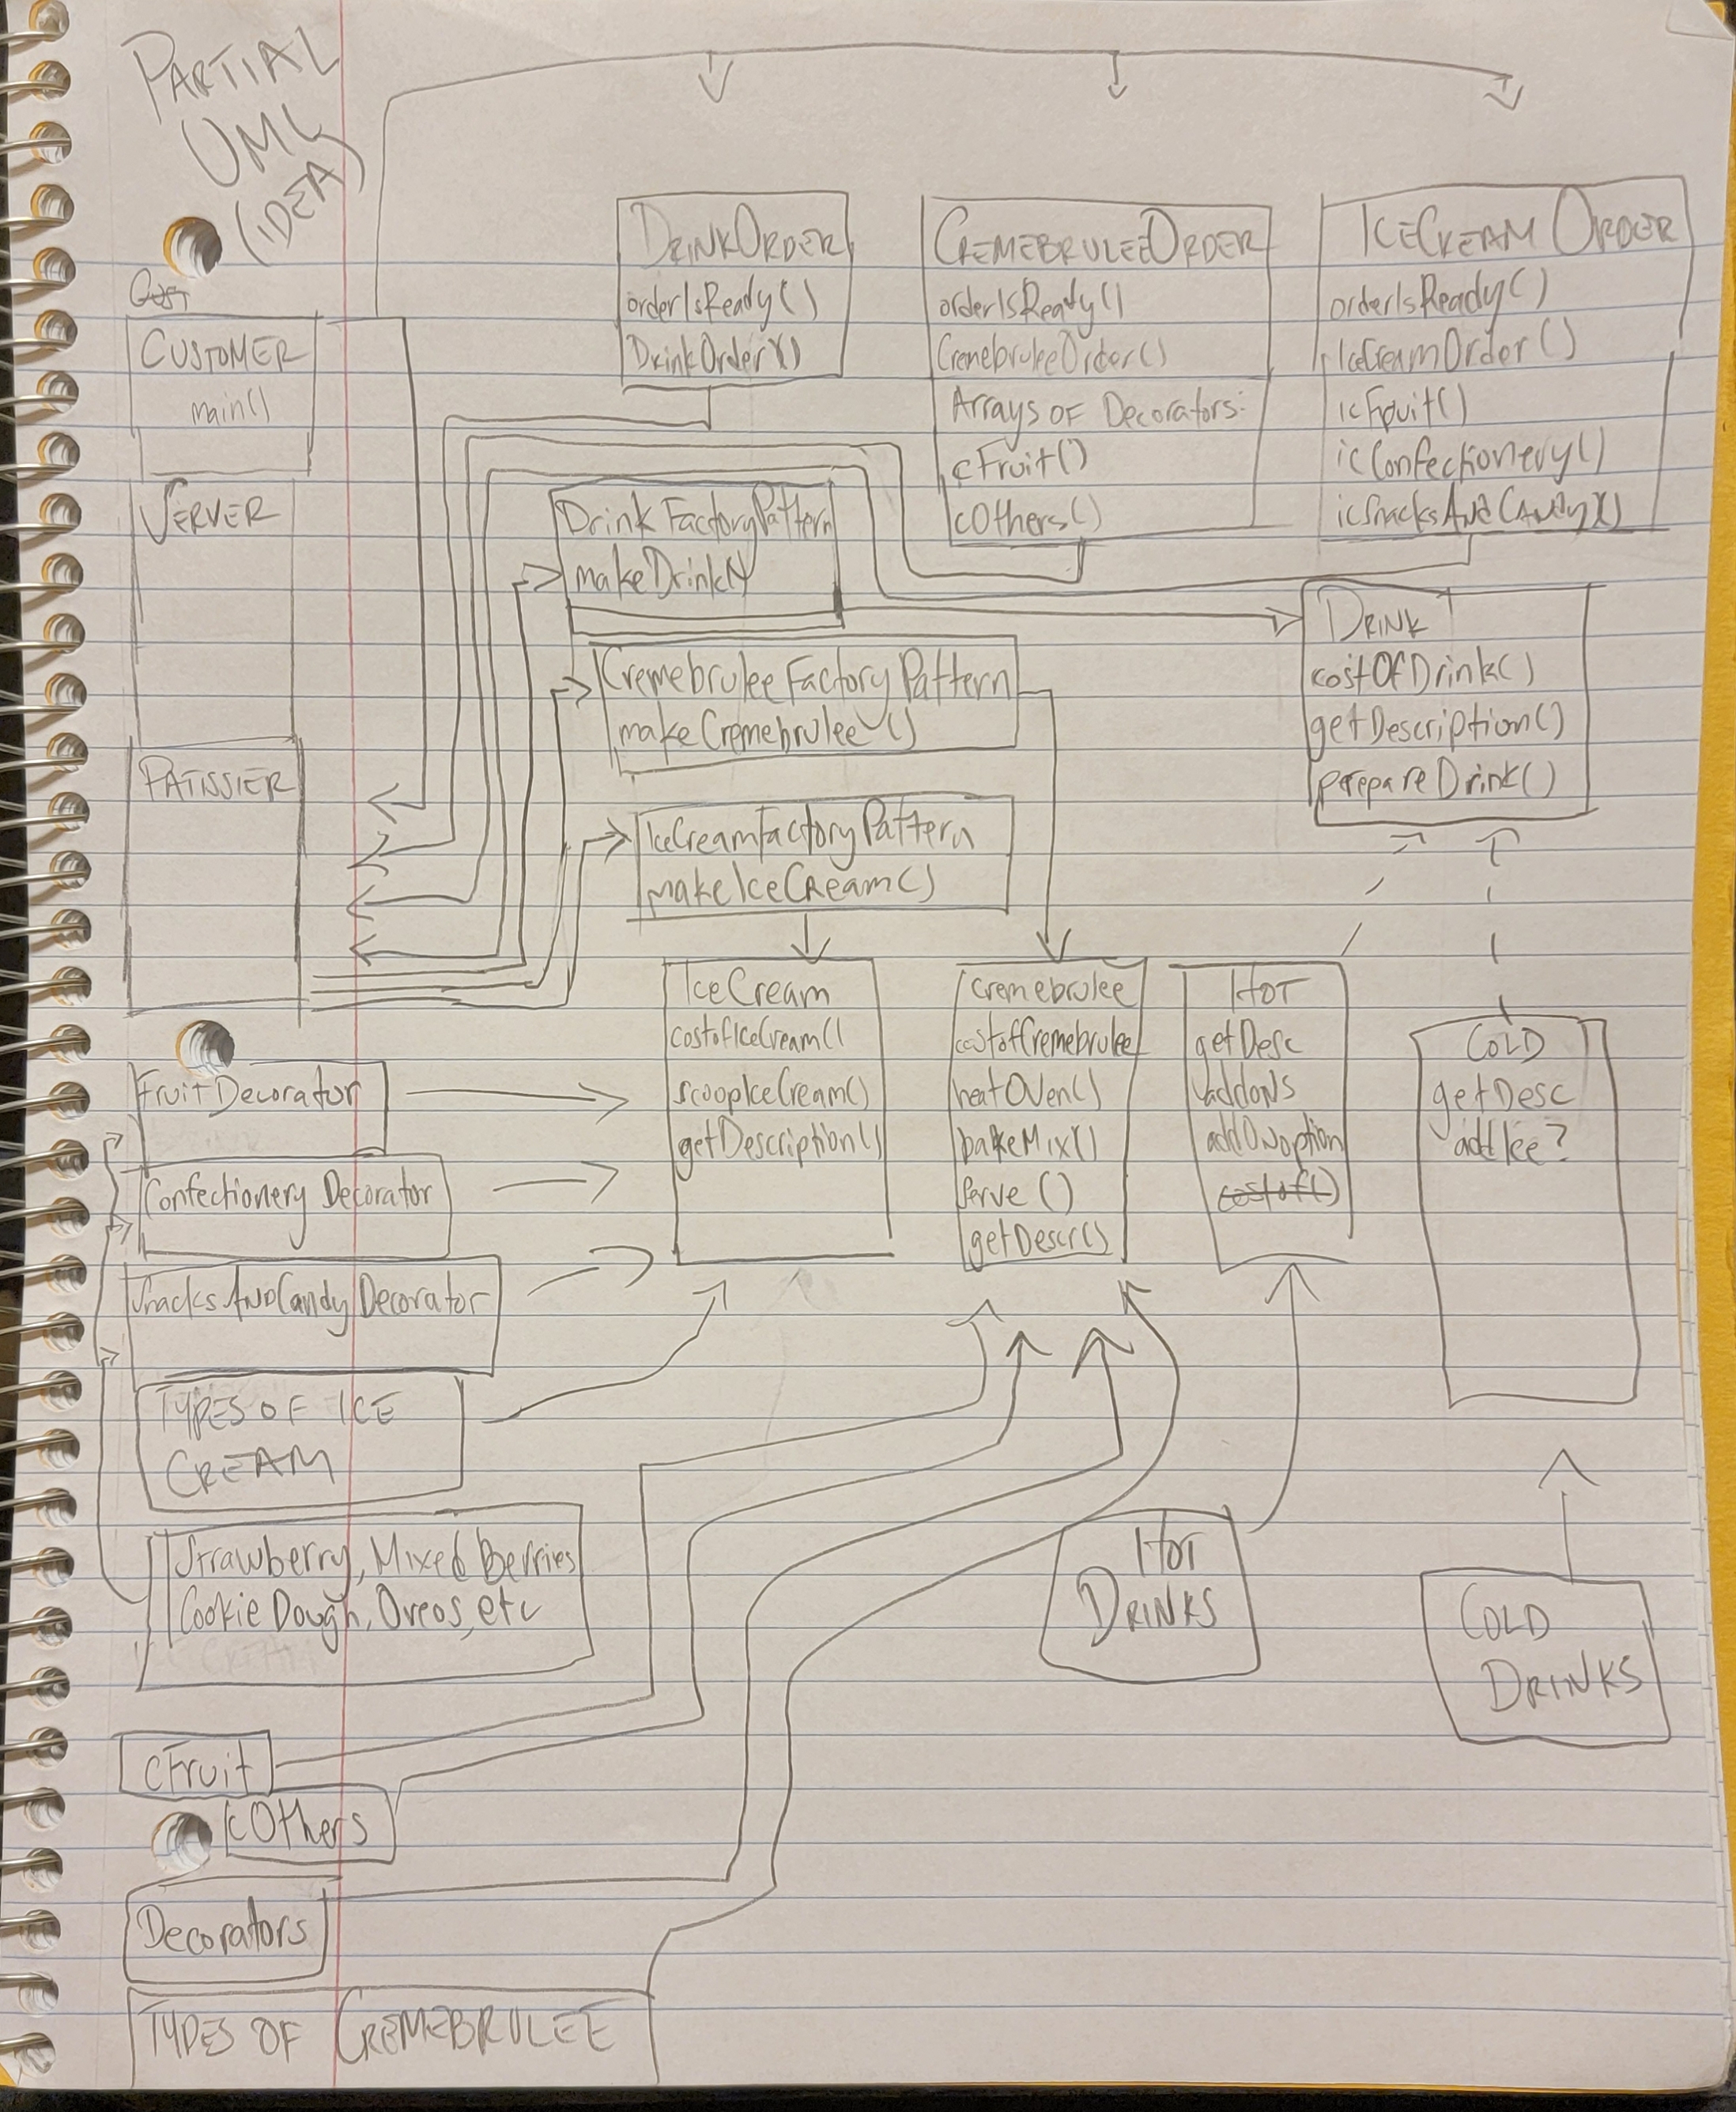 PARTIAL
UML
(IDEA)
Cust
CUSTOMER
main()
SERVER
PATISSIER
DRINKORDER
orderIsReady()
DrinkOrder()
CREMEBRULEEORDER
orderIsReady()
CremebruleeOrder()
Arrays OF Decorators:
cFruit()
cOthers()
ICECREAM ORDER
orderIsReady()
IceCreamOrder()
icFruit()
icConfectionery()
icSnacksANDCANDy()
Drink FactoryPattern
makeDrink()
Cremebrulee Factory Pattern
makeCremebrulee()
IceCreamFactoryPattern
makeIceCream()
DRINK
costOfDrink()
getDescription()
perepareDrink()
IceCream
costofIceCream()
scoopIceCream()
getDescription()
Cremebrulee
costofCremebrulee
heatOven()
bakeMix()
serve ()
getDescr()
HOT
getDesc
addons
addONoption
costof()
COLD
getDesc
addIce?
FruitDecorator
Confectionery Decorator
SnacksANDCandy Decorator
TYPES OF ICE
CREAM
Strawberry, Mixed Berries
Cookie Dough, Oreos, etc
HOT
DRINKS
COLD
DRINKS
cFruit
cOthers
Decorators
TYPES OF CREMEBRULEE